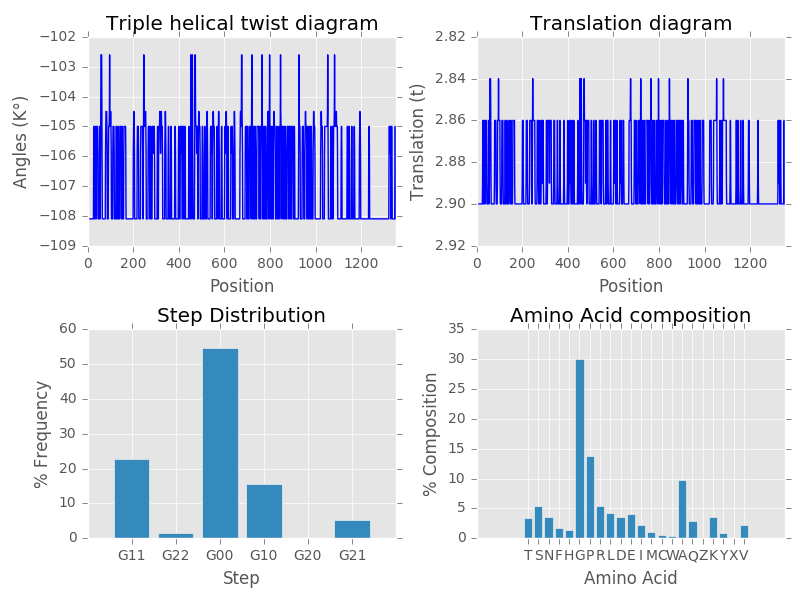 Triple helical twist diagram
Angles (K°)
−102
−103
−104
−105
−106
−107
−108
−109
0 200 400 600 800 1000 1200
Position
Translation diagram
Translation (t)
2.82
2.84
2.86
2.88
2.90
2.92
0 200 400 600 800 1000 1200
Position
Step Distribution
% Frequency
60
50
40
30
20
10
0
G11 G22 G00 G10 G20 G21
Step
Amino Acid composition
% Composition
35
30
25
20
15
10
5
0
T S N F H G P R L D E I M C W A Q Z K Y X V
Amino Acid